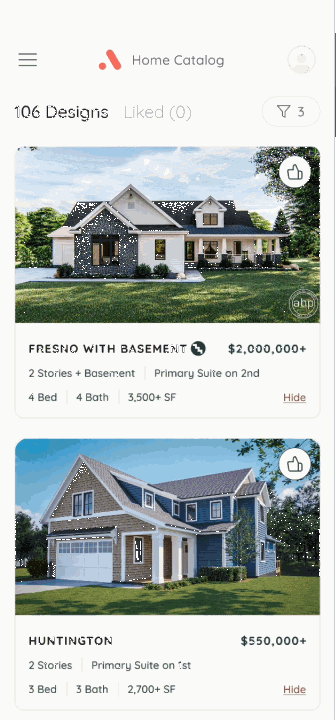 Home Catalog
106 Designs Liked (0) 3
abp
FRESNO WITH BASEMENT $2,000,000+
2 Stories + Basement Primary Suite on 2nd
4 Bed 4 Bath 3,500+ SF Hide
HUNTINGTON $550,000+
2 Stories Primary Suite on 1st
3 Bed 3 Bath 2,700+ SF Hide